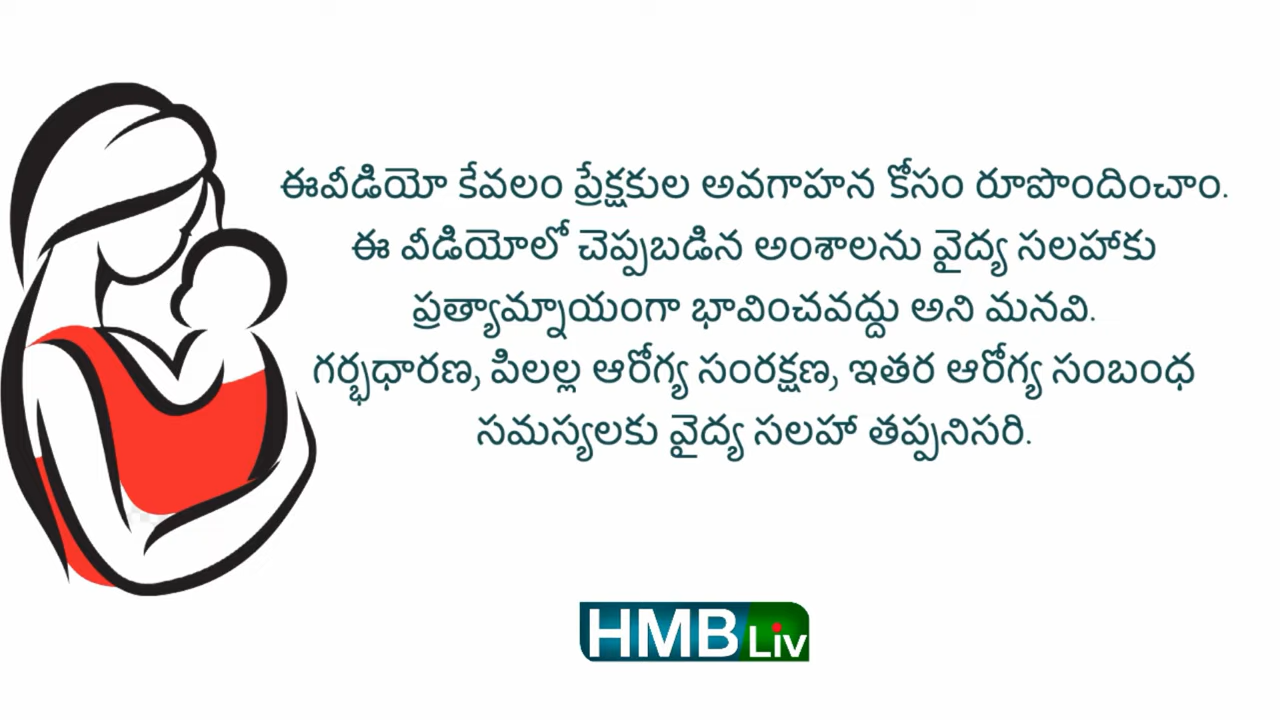 ఈవీడియో కేవలం ప్రేక్షకుల అవగాహన కోసం రూపొందించాం.
ఈ వీడియోలో చెప్పబడిన అంశాలను వైద్య సలహాకు
ప్రత్యామ్నాయంగా భావించవద్దు అని మనవి.
గర్భధారణ, పిలల్ల ఆరోగ్య సంరక్షణ, ఇతర ఆరోగ్య సంబంధ
సమస్యలకు వైద్య సలహా తప్పనిసరి.
HMB Liv